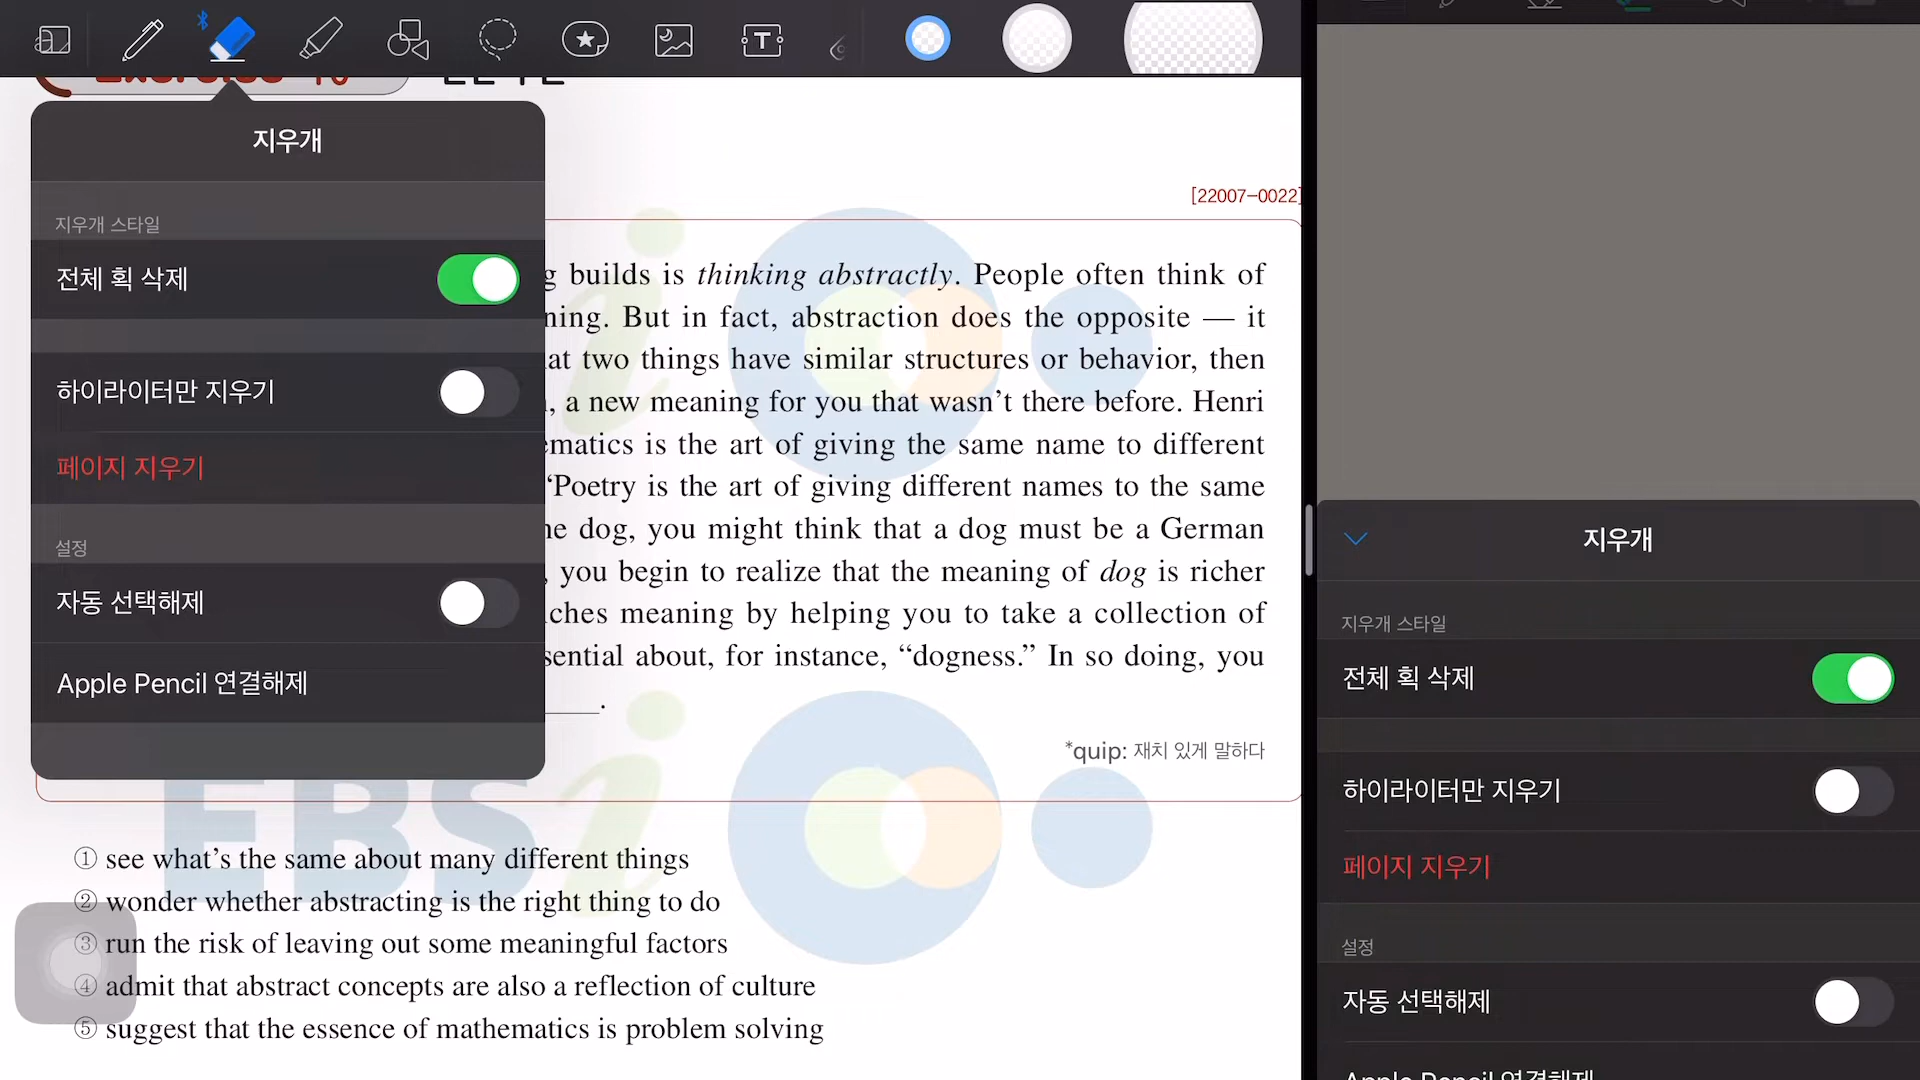 지우개
지우개 스타일
전체 획 삭제
하이라이터만 지우기
페이지 지우기
설정
자동 선택해제
Apple Pencil 연결해제
[22007-0022]
g builds is thinking abstractly. People often think of
ning. But in fact, abstraction does the opposite — it
at two things have similar structures or behavior, then
, a new meaning for you that wasn’t there before. Henri
ematics is the art of giving the same name to different
“Poetry is the art of giving different names to the same
ne dog, you might think that a dog must be a German
, you begin to realize that the meaning of dog is richer
iches meaning by helping you to take a collection of
sential about, for instance, “dogness.” In so doing, you
_____.
*quip: 재치 있게 말하다
EBSi
① see what’s the same about many different things
② wonder whether abstracting is the right thing to do
③ run the risk of leaving out some meaningful factors
④ admit that abstract concepts are also a reflection of culture
⑤ suggest that the essence of mathematics is problem solving
지우개
지우개 스타일
전체 획 삭제
하이라이터만 지우기
페이지 지우기
설정
자동 선택해제
Apple Pencil 연결해제